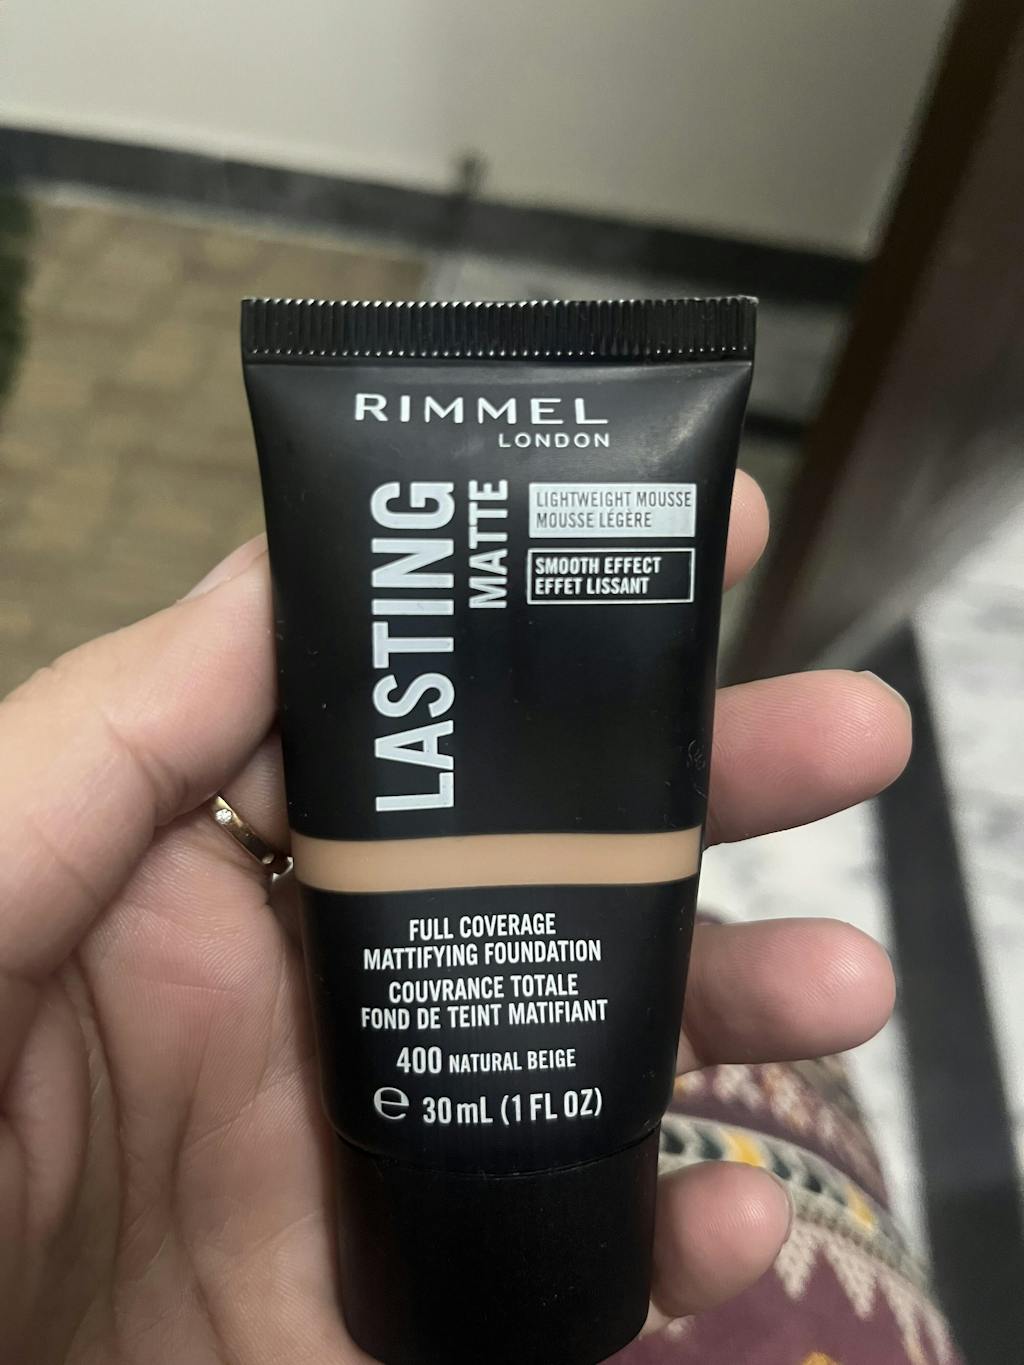 RIMMEL
LONDON
LASTING
MATTE
LIGHTWEIGHT MOUSSE
MOUSSE LÉGÈRE
SMOOTH EFFECT
EFFET LISSANT
FULL COVERAGE
MATTIFYING FOUNDATION
COUVRANCE TOTALE
FOND DE TEINT MATIFIANT
400 NATURAL BEIGE
℮ 30 mL (1 FL OZ)